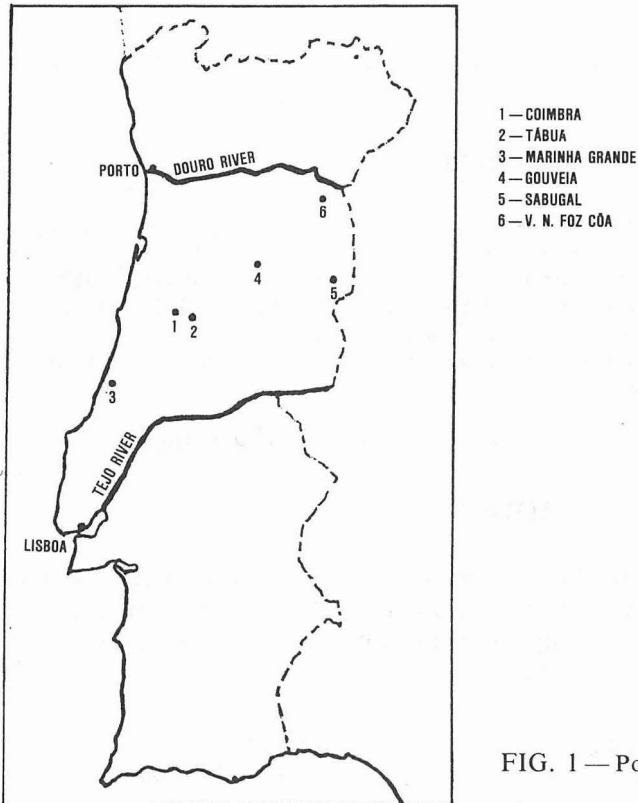 1 — COIMBRA
2 — TÁBUA
3 — MARINHA GRANDE
4 — GOUVEIA
5 — SABUGAL
6 — V. N. FOZ CÔA
PORTO
DOURO RIVER
6
4
5
1
2
3
TEJO RIVER
LISBOA
FIG. 1 — Po